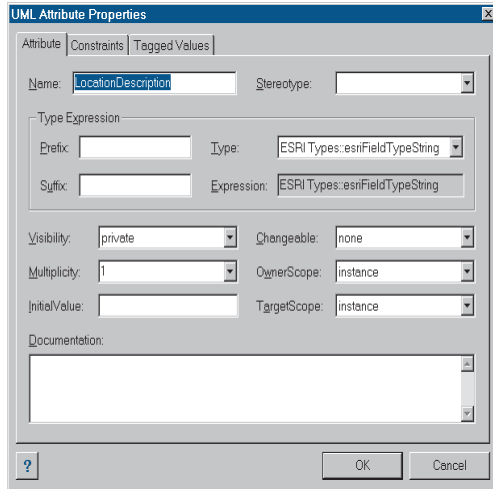 UML Attribute Properties
Attribute Constraints Tagged Values
Name: LocationDescription Stereotype:
Type Expression
Prefix: Type: ESRI Types::esriFieldTypeString
Suffix: Expression: ESRI Types::esriFieldTypeString
Visibility: private Changeable: none
Multiplicity: 1 OwnerScope: instance
InitialValue: TargetScope: instance
Documentation:
? OK Cancel